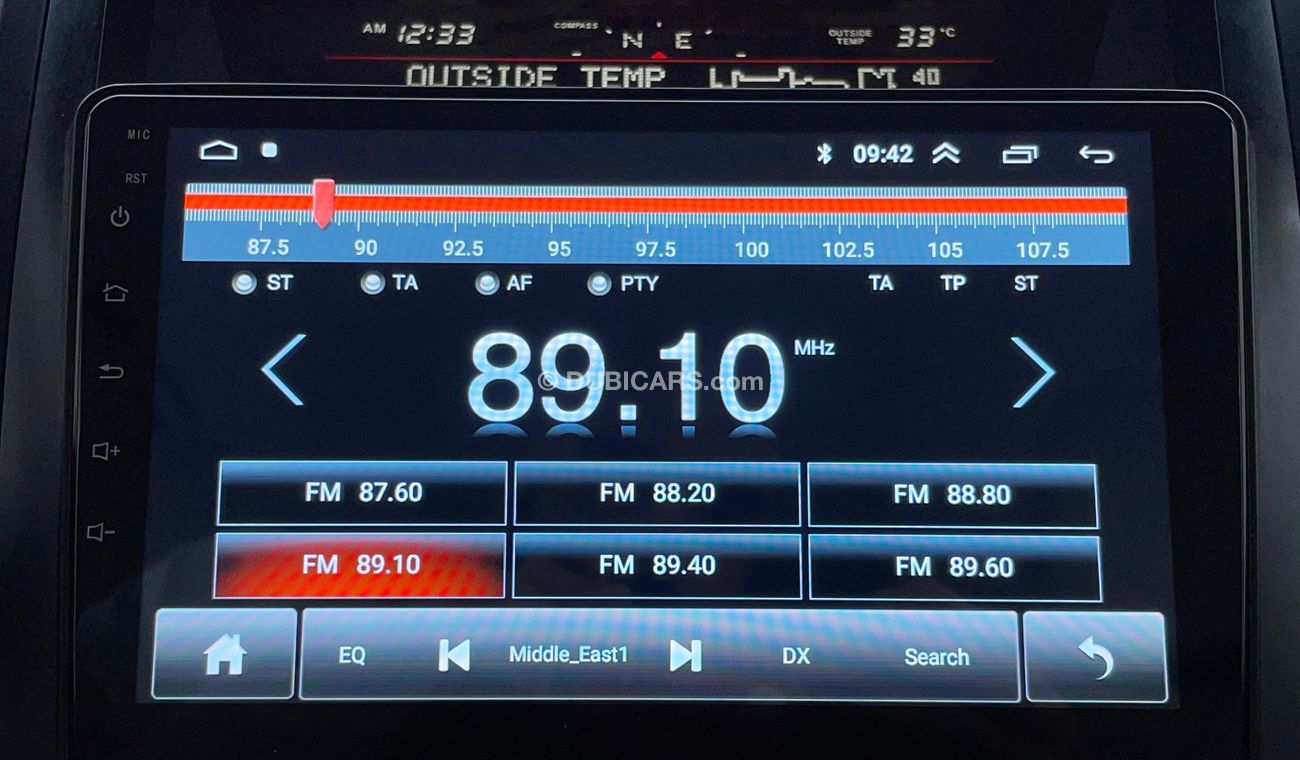 AM 12:33 COMPASS N E OUTSIDE TEMP 33°C
OUTSIDE TEMP 40
MIC
RST
09:42
87.5 90 92.5 95 97.5 100 102.5 105 107.5
ST TA AF PTY TA TP ST
89.10 MHz
© DUBICARS.com
FM 87.60 FM 88.20 FM 88.80
FM 89.10 FM 89.40 FM 89.60
EQ Middle_East1 DX Search